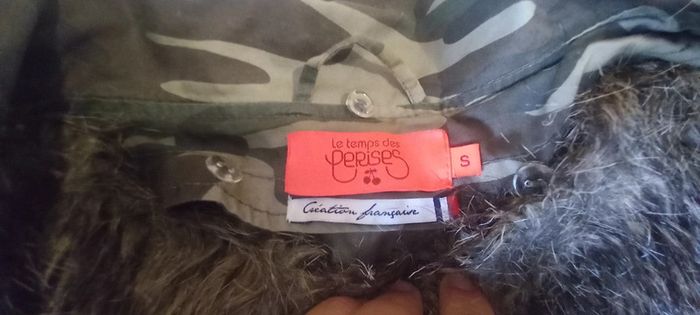 Le temps des
cerises
S
Création française